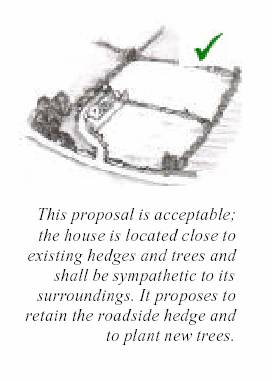 This proposal is acceptable;
the house is located close to
existing hedges and trees and
shall be sympathetic to its
surroundings. It proposes to
retain the roadside hedge and
to plant new trees.